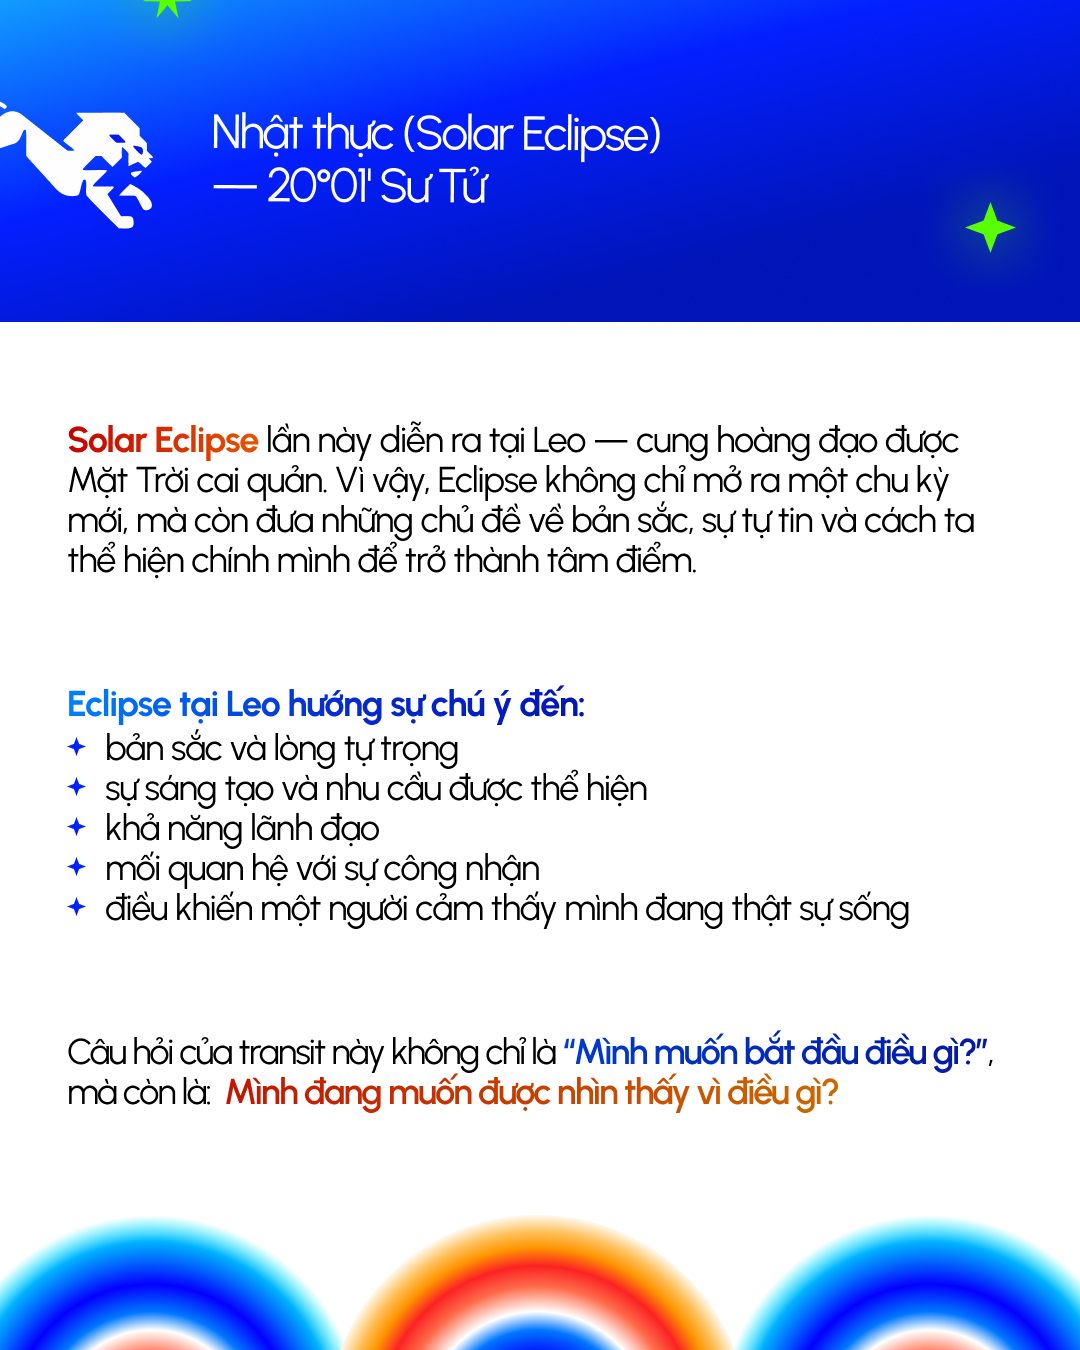 Nhật thực (Solar Eclipse)
— 20°01' Sư Tử
Solar Eclipse lần này diễn ra tại Leo — cung hoàng đạo được
Mặt Trời cai quản. Vì vậy, Eclipse không chỉ mở ra một chu kỳ
mới, mà còn đưa những chủ đề về bản sắc, sự tự tin và cách ta
thể hiện chính mình để trở thành tâm điểm.
Eclipse tại Leo hướng sự chú ý đến:
bản sắc và lòng tự trọng
sự sáng tạo và nhu cầu được thể hiện
khả năng lãnh đạo
mối quan hệ với sự công nhận
điều khiến một người cảm thấy mình đang thật sự sống
Câu hỏi của transit này không chỉ là “Mình muốn bắt đầu điều gì?”,
mà còn là: Mình đang muốn được nhìn thấy vì điều gì?